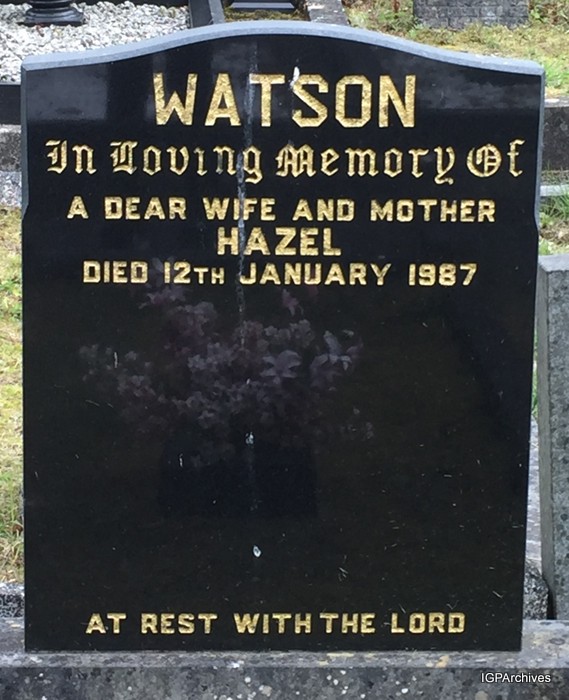 WATSON
In Loving Memory Of
A DEAR WIFE AND MOTHER
HAZEL
DIED 12TH JANUARY 1987
AT REST WITH THE LORD
IGPArchives